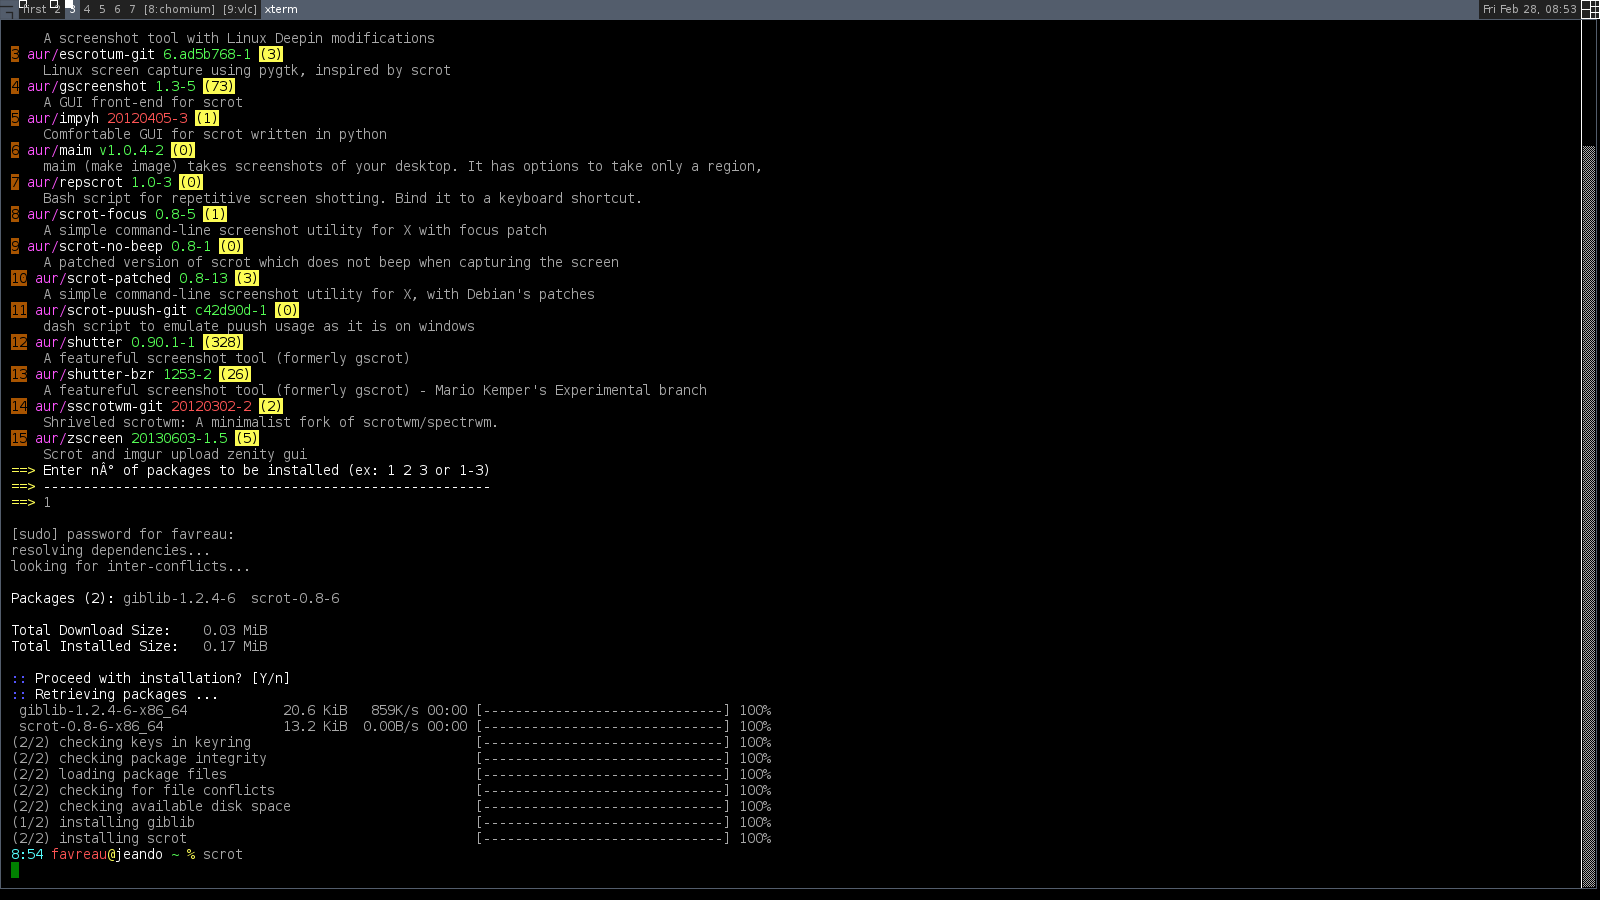 first 2 3 4 5 6 7 [8:chomium] [9:vlc] xterm Fri Feb 28, 08:53
A screenshot tool with Linux Deepin modifications
3 aur/escrotum-git 6.ad5b768-1 (3)
Linux screen capture using pygtk, inspired by scrot
4 aur/gscreenshot 1.3-5 (73)
A GUI front-end for scrot
5 aur/impyh 20120405-3 (1)
Comfortable GUI for scrot written in python
6 aur/maim v1.0.4-2 (0)
maim (make image) takes screenshots of your desktop. It has options to take only a region,
7 aur/repscrot 1.0-3 (0)
Bash script for repetitive screen shotting. Bind it to a keyboard shortcut.
8 aur/scrot-focus 0.8-5 (1)
A simple command-line screenshot utility for X with focus patch
9 aur/scrot-no-beep 0.8-1 (0)
A patched version of scrot which does not beep when capturing the screen
10 aur/scrot-patched 0.8-13 (3)
A simple command-line screenshot utility for X, with Debian's patches
11 aur/scrot-puush-git c42d90d-1 (0)
dash script to emulate puush usage as it is on windows
12 aur/shutter 0.90.1-1 (328)
A featureful screenshot tool (formerly gscrot)
13 aur/shutter-bzr 1253-2 (26)
A featureful screenshot tool (formerly gscrot) - Mario Kemper's Experimental branch
14 aur/sscrotwm-git 20120302-2 (2)
Shriveled scrotwm: A minimalist fork of scrotwm/spectrwm.
15 aur/zscreen 20130603-1.5 (5)
Scrot and imgur upload zenity gui
==> Enter nÂ° of packages to be installed (ex: 1 2 3 or 1-3)
==> --------------------------------------------------------
==> 1
[sudo] password for favreau:
resolving dependencies...
looking for inter-conflicts...
Packages (2): giblib-1.2.4-6  scrot-0.8-6
Total Download Size:    0.03 MiB
Total Installed Size:   0.17 MiB
:: Proceed with installation? [Y/n]
:: Retrieving packages ...
giblib-1.2.4-6-x86_64 20.6 KiB 859K/s 00:00 [------------------------------] 100%
scrot-0.8-6-x86_64 13.2 KiB 0.00B/s 00:00 [------------------------------] 100%
(2/2) checking keys in keyring [------------------------------] 100%
(2/2) checking package integrity [------------------------------] 100%
(2/2) loading package files [------------------------------] 100%
(2/2) checking for file conflicts [------------------------------] 100%
(2/2) checking available disk space [------------------------------] 100%
(1/2) installing giblib [------------------------------] 100%
(2/2) installing scrot [------------------------------] 100%
8:54 favreau@jeando ~ % scrot